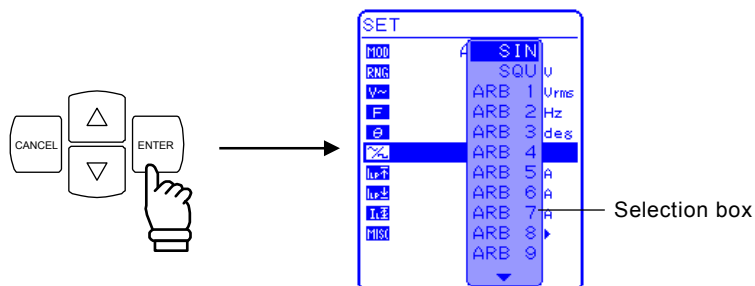 CANCEL
ENTER
SET
MOD A
RNG V
V~ Vrms
F Hz
θ deg
A
A
A
MISC
SIN
SQU
ARB 1
ARB 2
ARB 3
ARB 4
ARB 5
ARB 6
ARB 7
ARB 8
ARB 9
Selection box